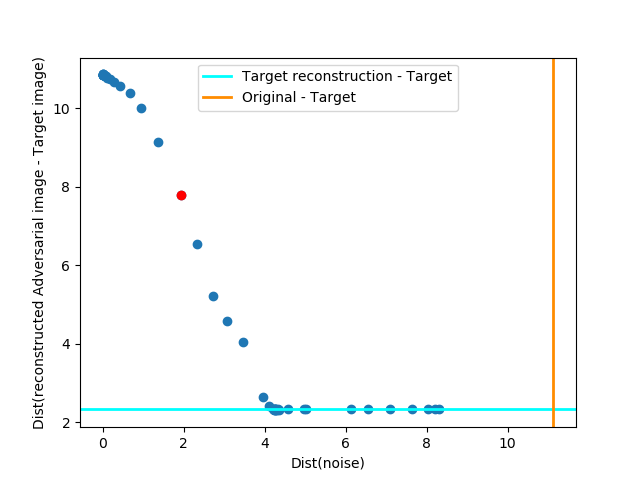 Target reconstruction - Target
Original - Target
Dist(reconstructed Adversarial image - Target image)
10
8
6
4
2
0
2
4
6
8
10
Dist(noise)